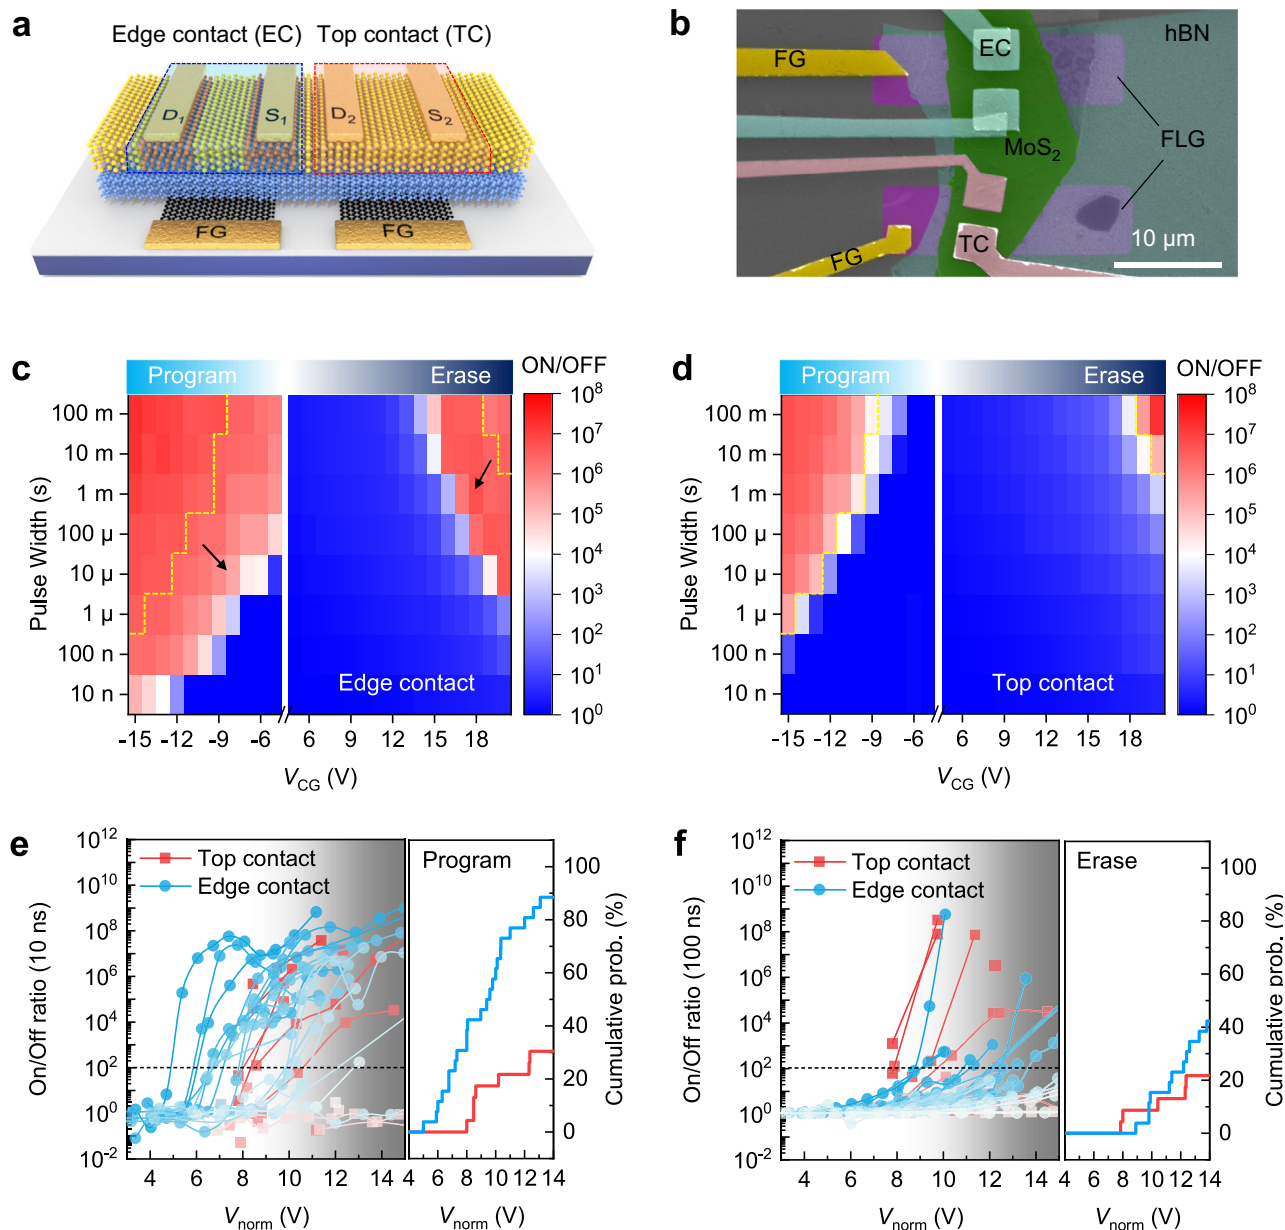 a
Edge contact (EC) Top contact (TC)
D1 S1 D2 S2
FG FG
b
FG EC hBN
FLG
MoS2
FG TC 10 µm
c
Program Erase ON/OFF
Pulse Width (s)
100 m
10 m
1 m
100 µ
10 µ
1 µ
100 n
10 n
10^8
10^7
10^6
10^5
10^4
10^3
10^2
10^1
10^0
Edge contact
-15 -12 -9 -6 6 9 12 15 18
VCG (V)
d
Program Erase ON/OFF
Pulse Width (s)
100 m
10 m
1 m
100 µ
10 µ
1 µ
100 n
10 n
10^8
10^7
10^6
10^5
10^4
10^3
10^2
10^1
10^0
Top contact
-15 -12 -9 -6 6 9 12 15 18
VCG (V)
e
On/Off ratio (10 ns)
10^12
10^10
10^8
10^6
10^4
10^2
10^0
10^-2
Top contact
Edge contact
4 6 8 10 12 14
Vnorm (V)
Program
100
80
60
40
20
0
Cumulative prob. (%)
4 6 8 10 12 14
Vnorm (V)
f
On/Off ratio (100 ns)
10^12
10^10
10^8
10^6
10^4
10^2
10^0
10^-2
Top contact
Edge contact
4 6 8 10 12 14
Vnorm (V)
Erase
100
80
60
40
20
0
Cumulative prob. (%)
4 6 8 10 12 14
Vnorm (V)